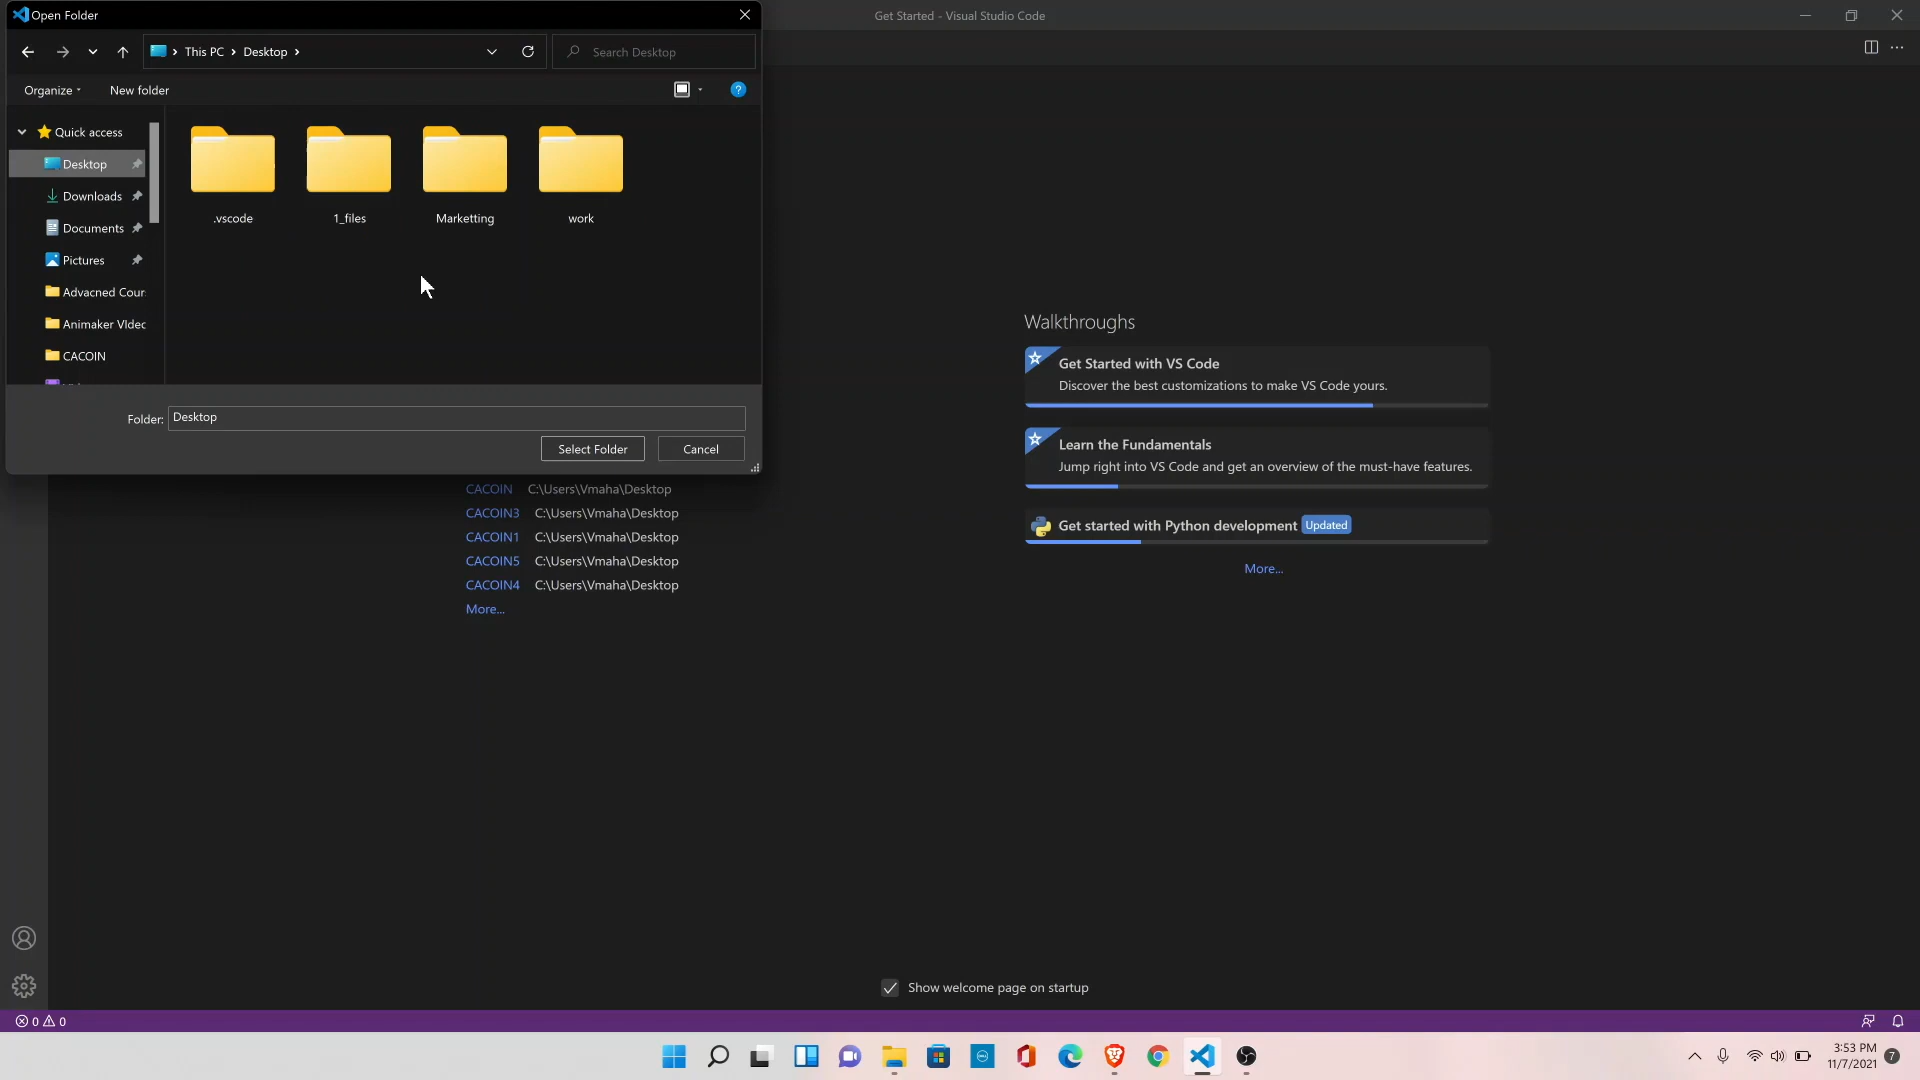 Open Folder
Get Started - Visual Studio Code
This PC
Desktop
Search Desktop
Organize
New folder
Quick access
Desktop
Downloads
Documents
Pictures
Advacned Cour
Animaker VIdec
CACOIN
.vscode
1_files
Marketting
work
Folder:
Desktop
Select Folder
Cancel
CACOIN C:\Users\Vmaha\Desktop
CACOIN3 C:\Users\Vmaha\Desktop
CACOIN1 C:\Users\Vmaha\Desktop
CACOIN5 C:\Users\Vmaha\Desktop
CACOIN4 C:\Users\Vmaha\Desktop
More...
Walkthroughs
Get Started with VS Code
Discover the best customizations to make VS Code yours.
Learn the Fundamentals
Jump right into VS Code and get an overview of the must-have features.
Get started with Python development Updated
More...
Show welcome page on startup
0 0
3:53 PM
11/7/2021
7